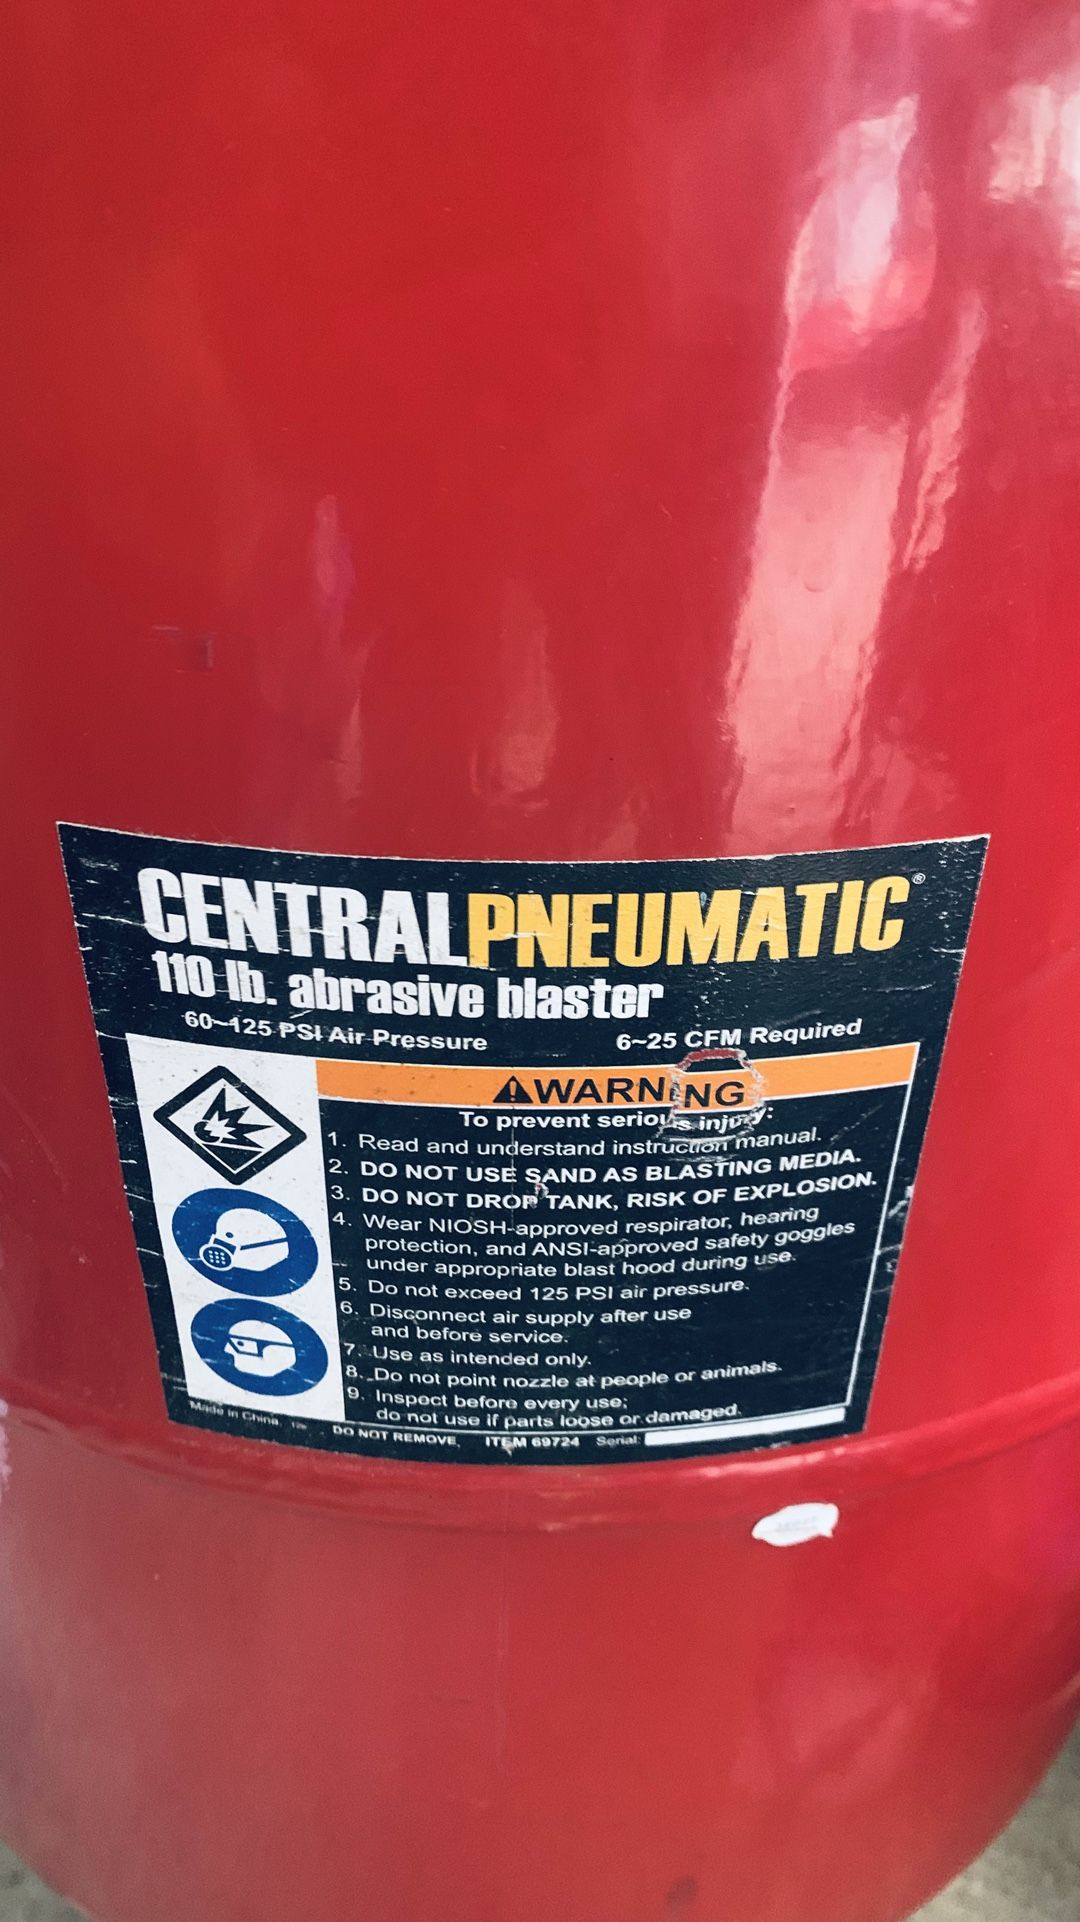 CENTRALPNEUMATIC®
110 lb. abrasive blaster
60~125 PSI Air Pressure 6~25 CFM Required
⚠WARNING
To prevent serious injury:
1. Read and understand instruction manual.
2. DO NOT USE SAND AS BLASTING MEDIA.
3. DO NOT DROP TANK, RISK OF EXPLOSION.
4. Wear NIOSH-approved respirator, hearing
protection, and ANSI-approved safety goggles
under appropriate blast hood during use.
5. Do not exceed 125 PSI air pressure.
6. Disconnect air supply after use
and before service.
7. Use as intended only.
8. Do not point nozzle at people or animals.
9. Inspect before every use;
do not use if parts loose or damaged.
Made in China.
DO NOT REMOVE. ITEM 69724 Serial: